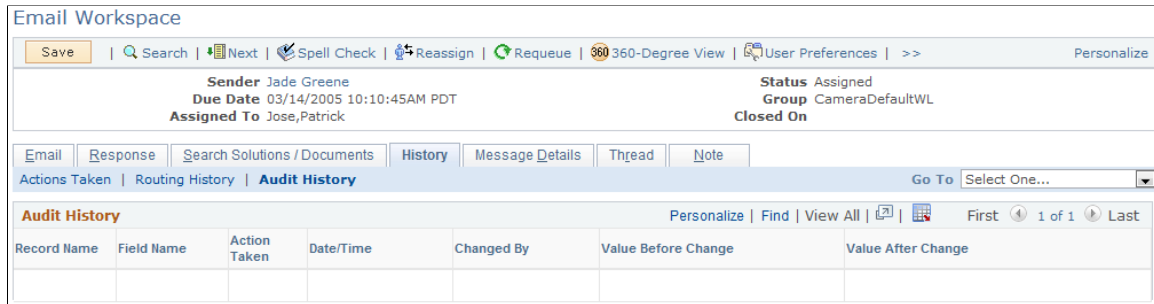 Email Workspace
Save | Search | Next | Spell Check | Reassign | Requeue | 360 360-Degree View | User Preferences | >> Personalize
Sender Jade Greene Status Assigned
Due Date 03/14/2005 10:10:45AM PDT Group CameraDefaultWL
Assigned To Jose,Patrick Closed On
Email Response Search Solutions / Documents History Message Details Thread Note
Actions Taken | Routing History | Audit History Go To Select One...
Audit History Personalize | Find | View All | | First 1 of 1 Last
Record Name Field Name Action Taken Date/Time Changed By Value Before Change Value After Change